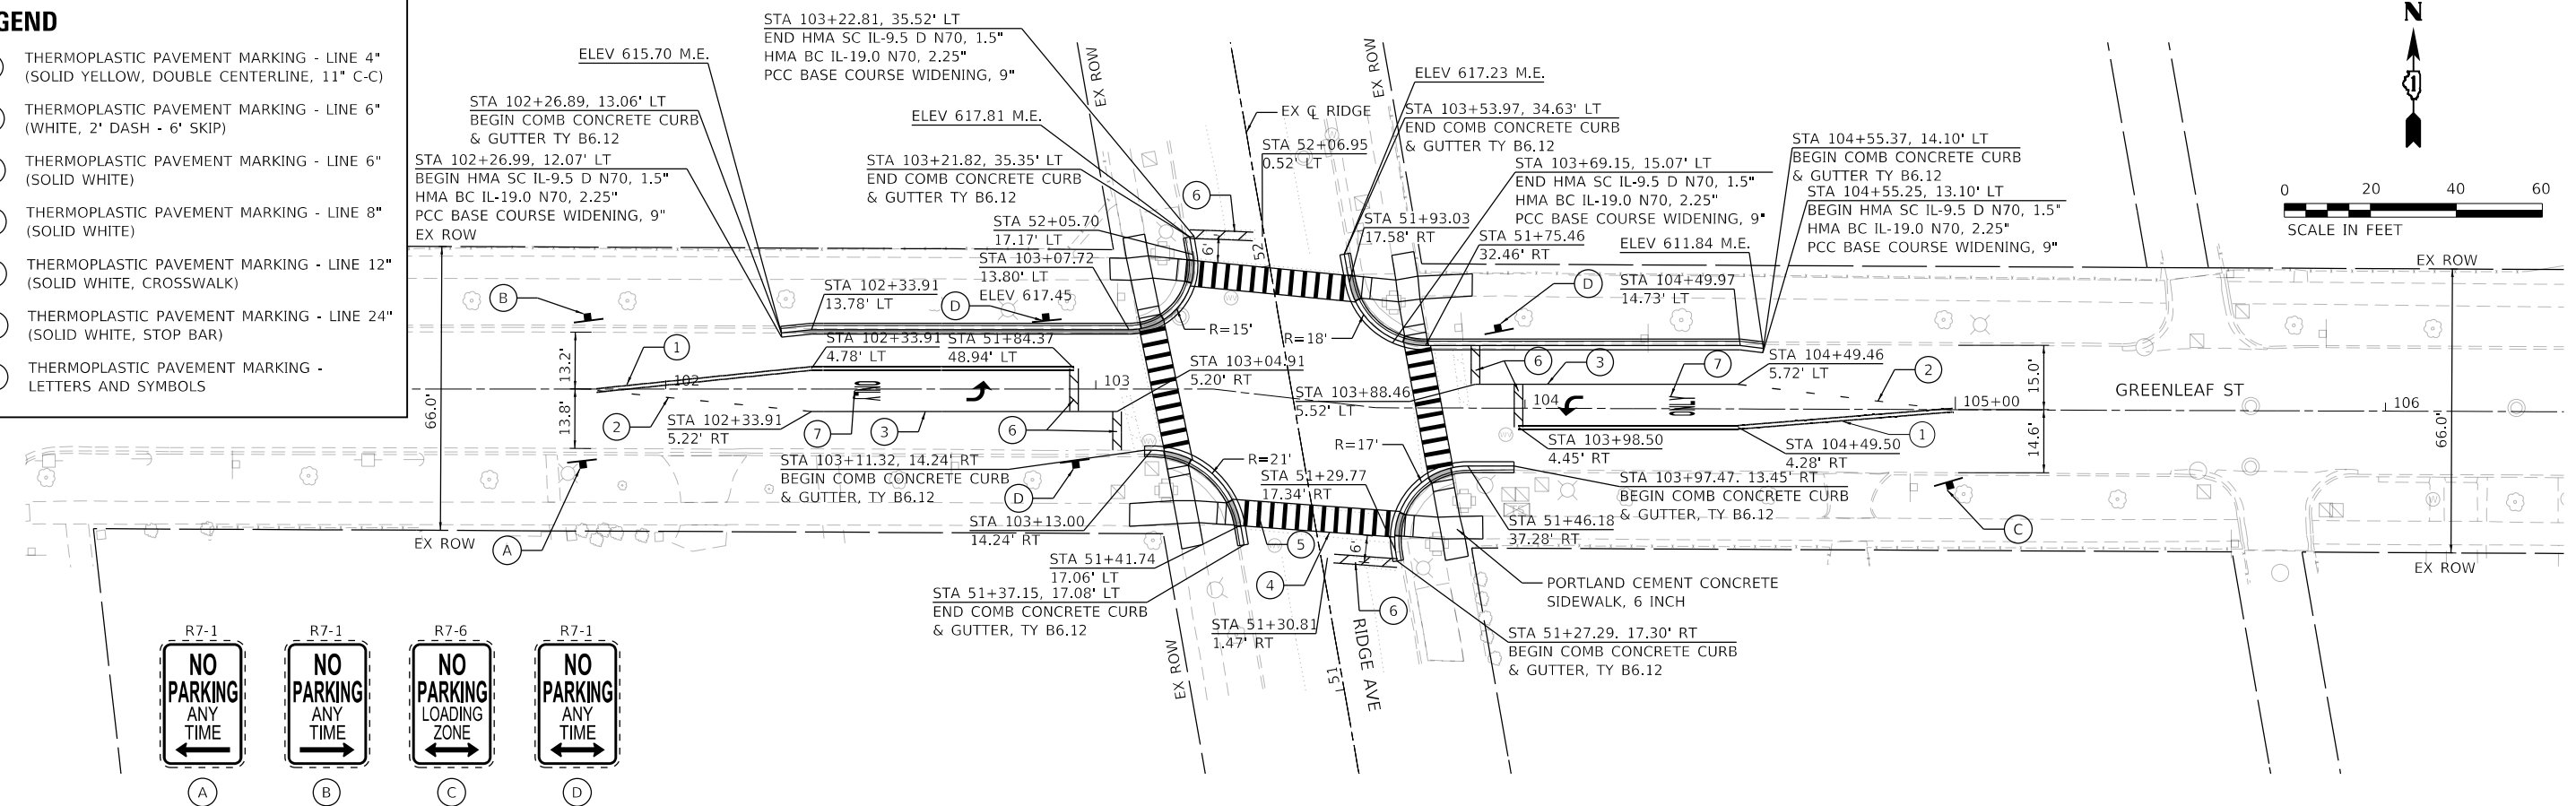 GEND
THERMOPLASTIC PAVEMENT MARKING - LINE 4"
(SOLID YELLOW, DOUBLE CENTERLINE, 11" C-C)
THERMOPLASTIC PAVEMENT MARKING - LINE 6"
(WHITE, 2' DASH - 6' SKIP)
THERMOPLASTIC PAVEMENT MARKING - LINE 6"
(SOLID WHITE)
THERMOPLASTIC PAVEMENT MARKING - LINE 8"
(SOLID WHITE)
THERMOPLASTIC PAVEMENT MARKING - LINE 12"
(SOLID WHITE, CROSSWALK)
THERMOPLASTIC PAVEMENT MARKING - LINE 24"
(SOLID WHITE, STOP BAR)
THERMOPLASTIC PAVEMENT MARKING -
LETTERS AND SYMBOLS
STA 103+22.81, 35.52' LT
END HMA SC IL-9.5 D N70, 1.5"
HMA BC IL-19.0 N70, 2.25"
PCC BASE COURSE WIDENING, 9"
ELEV 615.70 M.E.
STA 102+26.89, 13.06' LT
BEGIN COMB CONCRETE CURB
& GUTTER TY B6.12
STA 102+26.99, 12.07' LT
BEGIN HMA SC IL-9.5 D N70, 1.5"
HMA BC IL-19.0 N70, 2.25"
PCC BASE COURSE WIDENING, 9"
EX ROW
ELEV 617.81 M.E.
STA 103+21.82, 35.35' LT
END COMB CONCRETE CURB
& GUTTER TY B6.12
STA 52+05.70
17.17' LT
STA 103+07.72
13.80' LT
ELEV 617.45
STA 102+33.91
13.78' LT
EX ROW
EX ROW
EX ℄ RIDGE
STA 52+06.95
0.52' LT
52
6
6'
ELEV 617.23 M.E.
STA 103+53.97, 34.63' LT
END COMB CONCRETE CURB
& GUTTER TY B6.12
STA 103+69.15, 15.07' LT
END HMA SC IL-9.5 D N70, 1.5"
HMA BC IL-19.0 N70, 2.25"
PCC BASE COURSE WIDENING, 9"
STA 51+93.03
17.58' RT
STA 51+75.46
32.46' RT
ELEV 611.84 M.E.
STA 104+55.37, 14.10' LT
BEGIN COMB CONCRETE CURB
& GUTTER TY B6.12
STA 104+55.25, 13.10' LT
BEGIN HMA SC IL-9.5 D N70, 1.5"
HMA BC IL-19.0 N70, 2.25"
PCC BASE COURSE WIDENING, 9"
N
1
0 20 40 60
SCALE IN FEET
EX ROW
B
D
D
STA 104+49.97
14.73' LT
R=15'
R=18'
1
102
13.2'
13.8'
66.0'
STA 102+33.91
4.78' LT
STA 51+84.37
48.94' LT
103
STA 103+04.91
5.20' RT
STA 103+88.46
5.52' LT
6
3
7
STA 104+49.46
5.72' LT
2
15.0'
14.6'
GREENLEAF ST
104
105+00
106
66.0'
2
STA 102+33.91
5.22' RT
7
3
6
STA 103+98.50
4.45' RT
STA 104+49.50
4.28' RT
1
STA 103+11.32, 14.24' RT
BEGIN COMB CONCRETE CURB
& GUTTER, TY B6.12
D
R=21'
R=17'
STA 51+29.77
17.34' RT
STA 103+97.47. 13.45' RT
BEGIN COMB CONCRETE CURB
& GUTTER, TY B6.12
STA 103+13.00
14.24' RT
STA 51+46.18
37.28' RT
C
A
EX ROW
EX ROW
STA 51+41.74
17.06' LT
5
4
6'
6
STA 51+37.15, 17.08' LT
END COMB CONCRETE CURB
& GUTTER, TY B6.12
STA 51+30.81
1.47' RT
PORTLAND CEMENT CONCRETE
SIDEWALK, 6 INCH
STA 51+27.29. 17.30' RT
BEGIN COMB CONCRETE CURB
& GUTTER, TY B6.12
EX ROW
51
RIDGE AVE
R7-1
NO
PARKING
ANY
TIME
A
R7-1
NO
PARKING
ANY
TIME
B
R7-6
NO
PARKING
LOADING
ZONE
C
R7-1
NO
PARKING
ANY
TIME
D